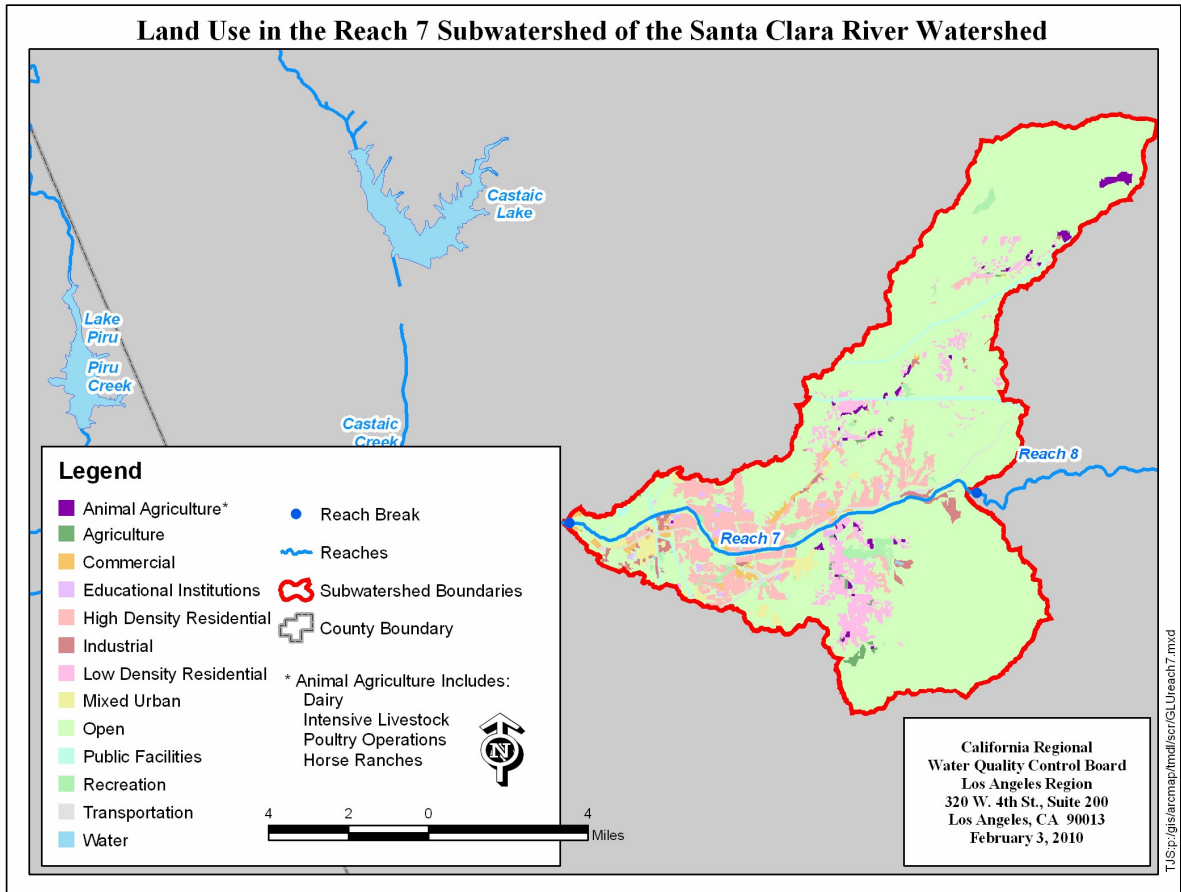 Land Use in the Reach 7 Subwatershed of the Santa Clara River Watershed
Castaic
Lake
Lake
Piru
Piru
Creek
Castaic
Creek
Reach 8
Reach 7
Legend
Animal Agriculture*
Agriculture
Commercial
Educational Institutions
High Density Residential
Industrial
Low Density Residential
Mixed Urban
Open
Public Facilities
Recreation
Transportation
Water
Reach Break
Reaches
Subwatershed Boundaries
County Boundary
* Animal Agriculture Includes:
Dairy
Intensive Livestock
Poultry Operations
Horse Ranches
N
4 2 0 4
Miles
California Regional
Water Quality Control Board
Los Angeles Region
320 W. 4th St., Suite 200
Los Angeles, CA 90013
February 3, 2010
TJS:p:/gis/arcmap/tmdl/scr/GLUreach7.mxd